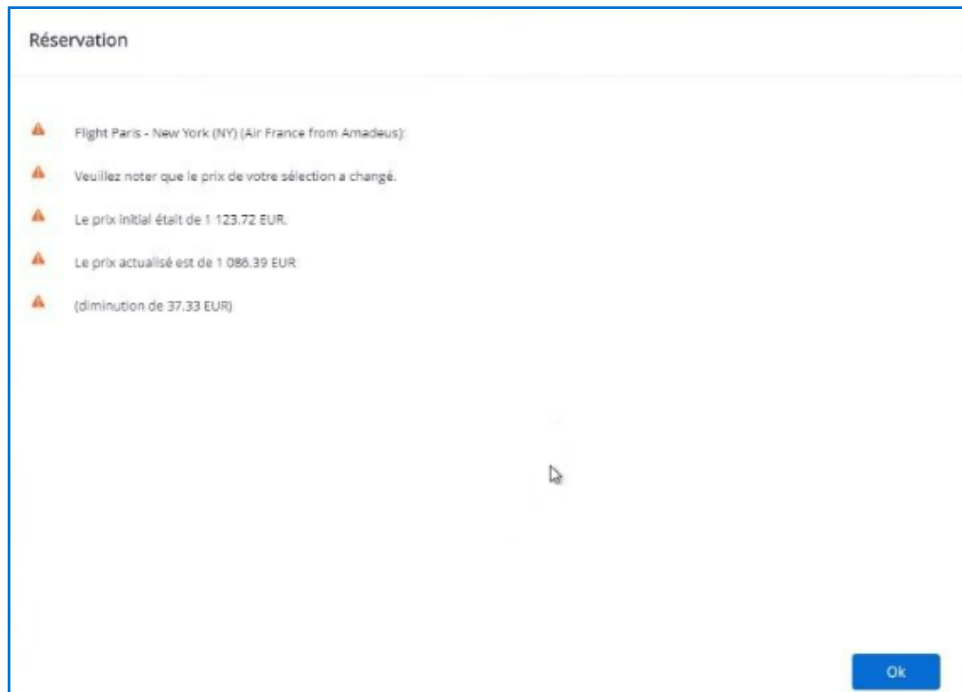 Réservation
Flight Paris - New York (NY) (Air France from Amadeus):
Veuillez noter que le prix de votre sélection a changé.
Le prix initial était de 1 123.72 EUR.
Le prix actualisé est de 1 086.39 EUR
(diminution de 37.33 EUR)
Ok